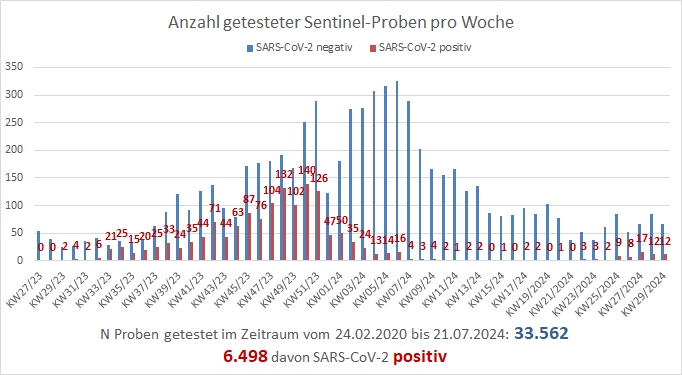 Anzahl getesteter Sentinel-Proben pro Woche
SARS-CoV-2 negativ SARS-CoV-2 positiv
350
300
250
200
150
100
50
0
0 0 2 4 2 6 21 25 15 20 25 33 24 35 44 71 44 63 87 76 104 132 102 140 126 47 50 35 24 13 14 16 4 3 4 2 1 2 2 1 0 2 2 0 1 0 3 3 2 9 8 17 12 12
KW27/23 KW29/23 KW31/23 KW33/23 KW35/23 KW37/23 KW39/23 KW41/23 KW43/23 KW45/23 KW47/23 KW49/23 KW51/23 KW01/24 KW03/24 KW05/24 KW07/24 KW09/24 KW11/24 KW13/24 KW15/24 KW17/24 KW19/2024 KW21/2024 KW23/2024 KW25/2024 KW27/2024 KW29/2024
N Proben getestet im Zeitraum vom 24.02.2020 bis 21.07.2024: 33.562
6.498 davon SARS-CoV-2 positiv